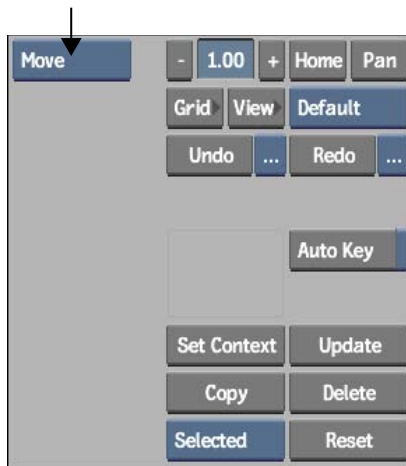 Move - 1.00 + Home Pan
Grid View Default
Undo ... Redo ...
Auto Key
Set Context Update
Copy Delete
Selected Reset